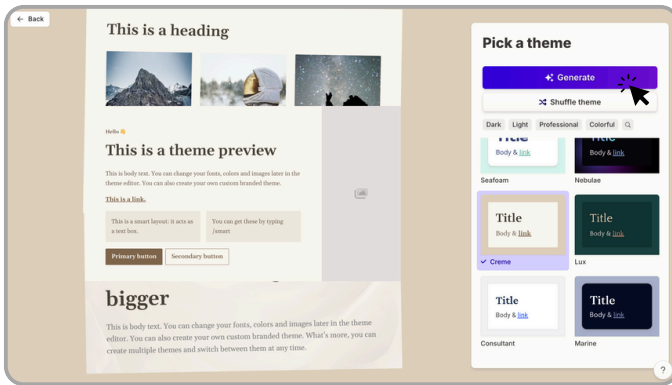 ← Back
This is a heading
Hello 👋
This is a theme preview
This is body text. You can change your fonts, colors and images later in the
theme editor. You can also create your own custom branded theme.
This is a link.
This is a smart layout: it acts as
a text box.
You can get these by typing
/smart
Primary button
Secondary button
bigger
This is body text. You can change your fonts, colors and images later in the theme
editor. You can also create your own custom branded theme. What's more, you can
create multiple themes and switch between them at any time.
Pick a theme
Generate
Shuffle theme
Dark Light Professional Colorful
Body & link
Seafoam
Body & link
Nebulae
Title
Body & link
Creme
Title
Body & link
Lux
Title
Body & link
Consultant
Title
Body & link
Marine
?